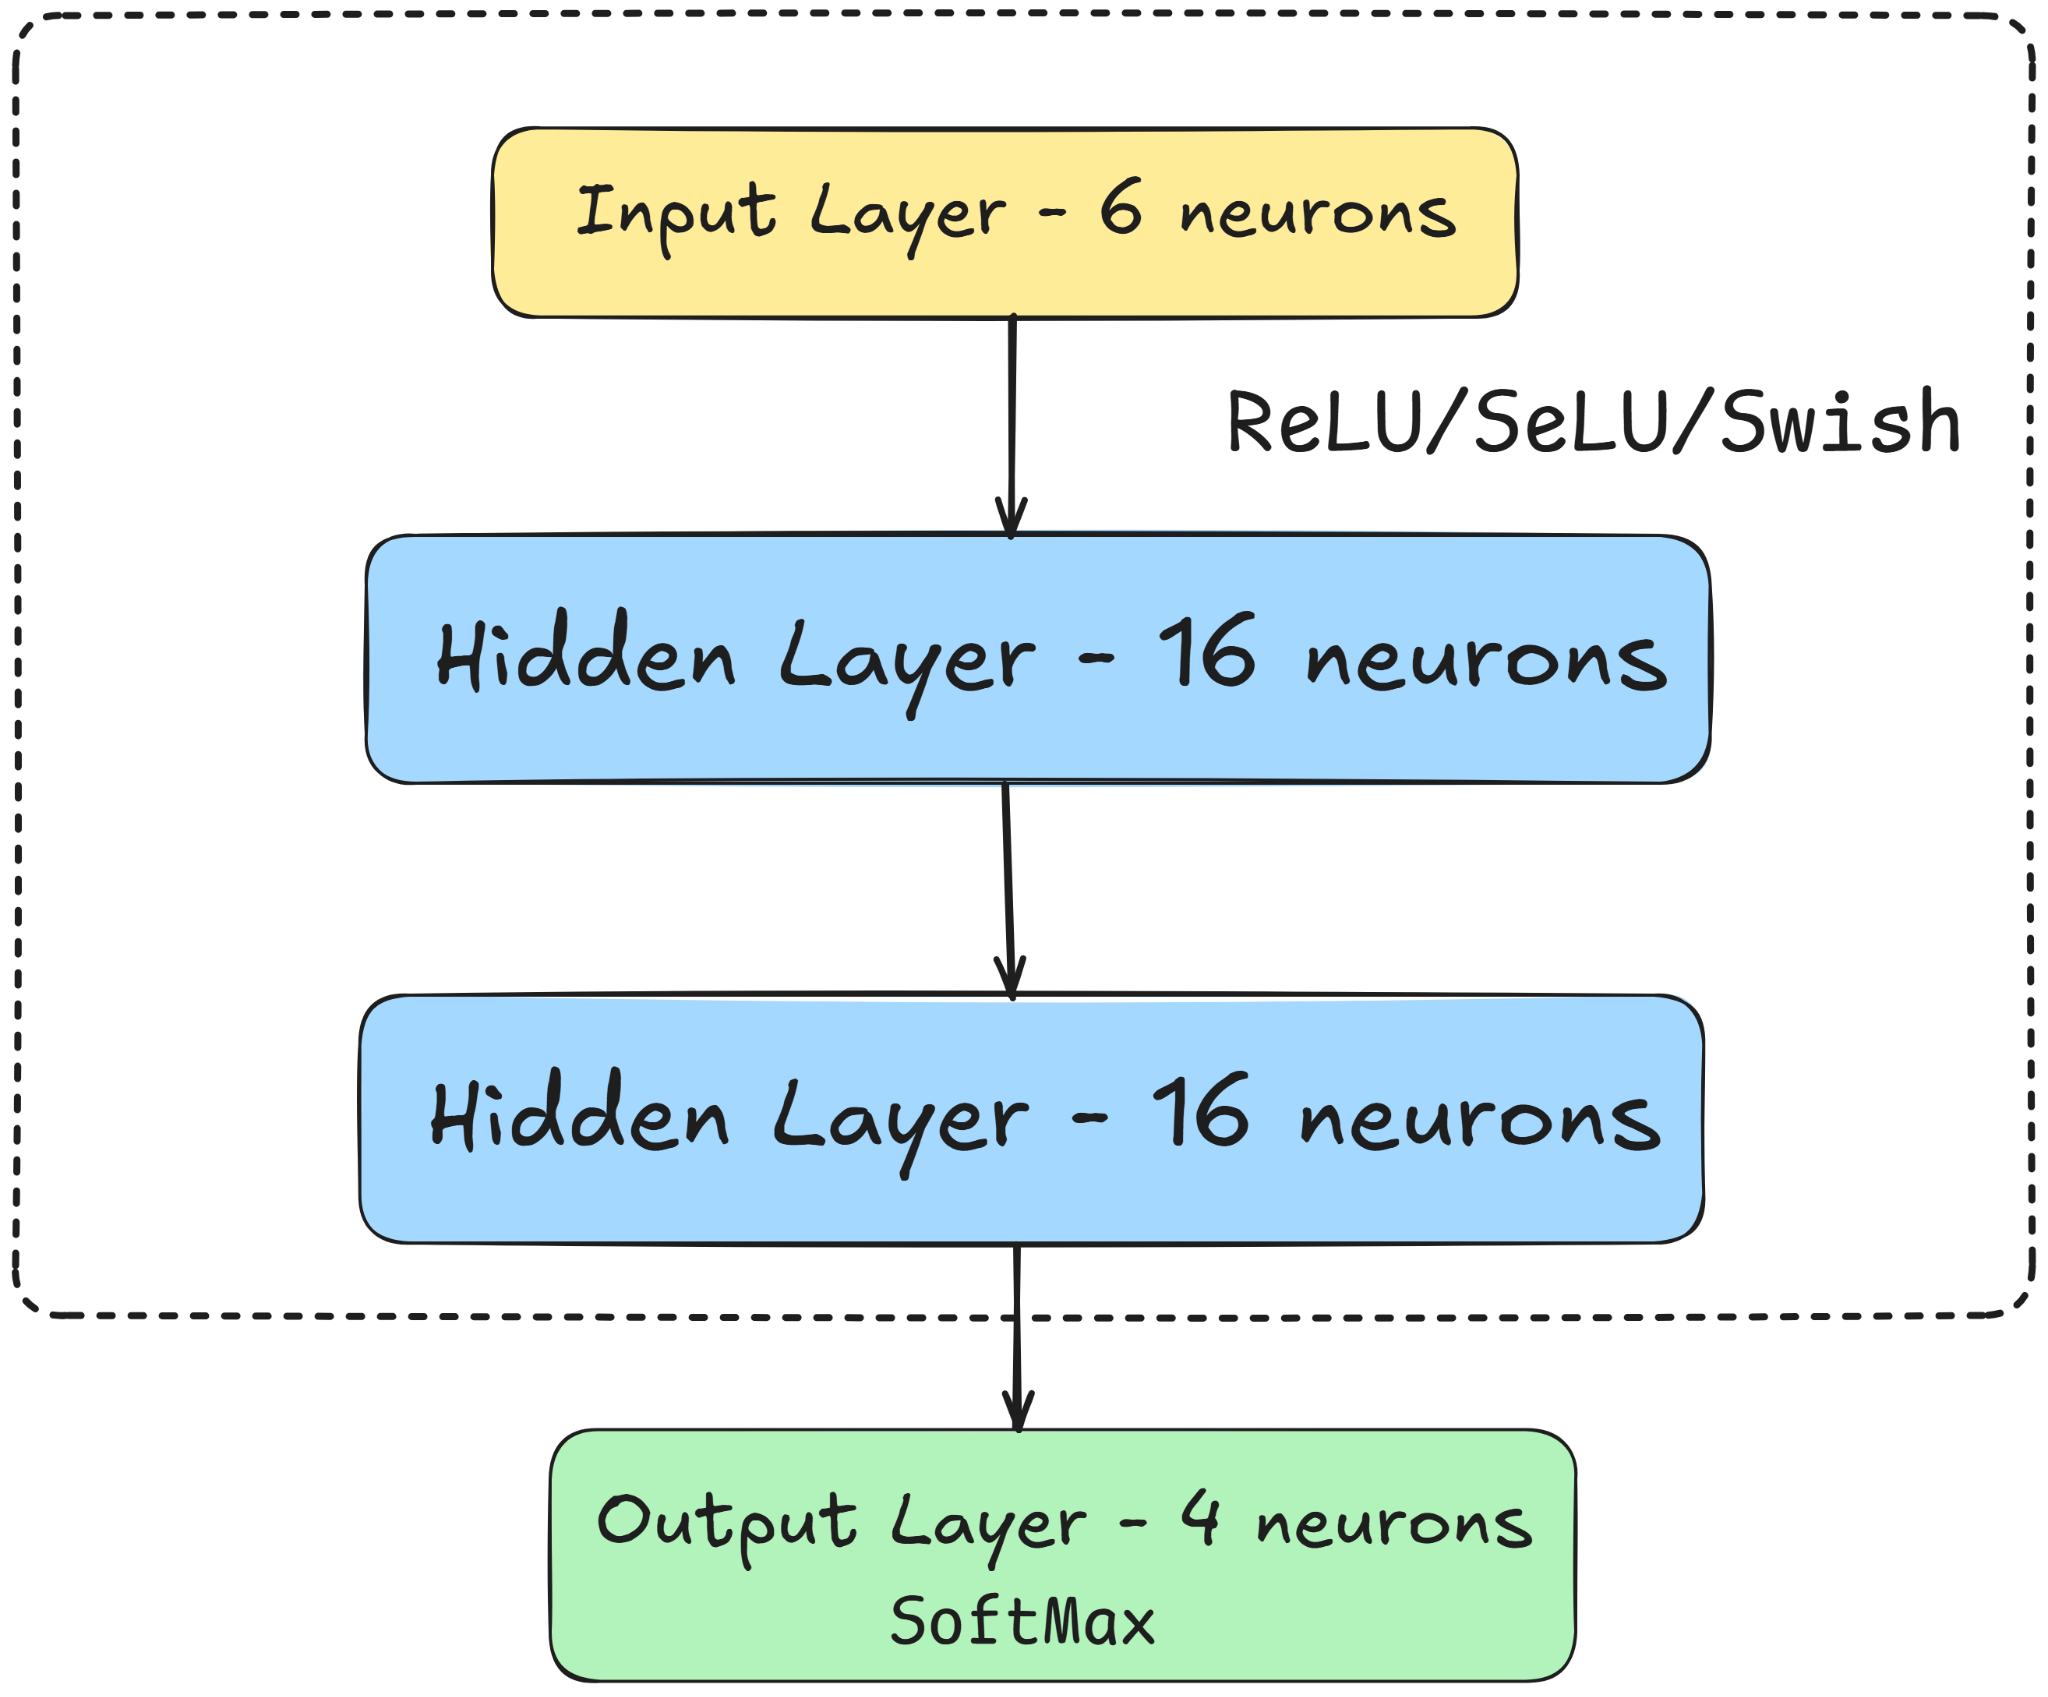 Input Layer - 6 neurons
ReLU/SeLU/Swish
Hidden Layer - 16 neurons
Hidden Layer - 16 neurons
Output Layer - 4 neurons
SoftMax